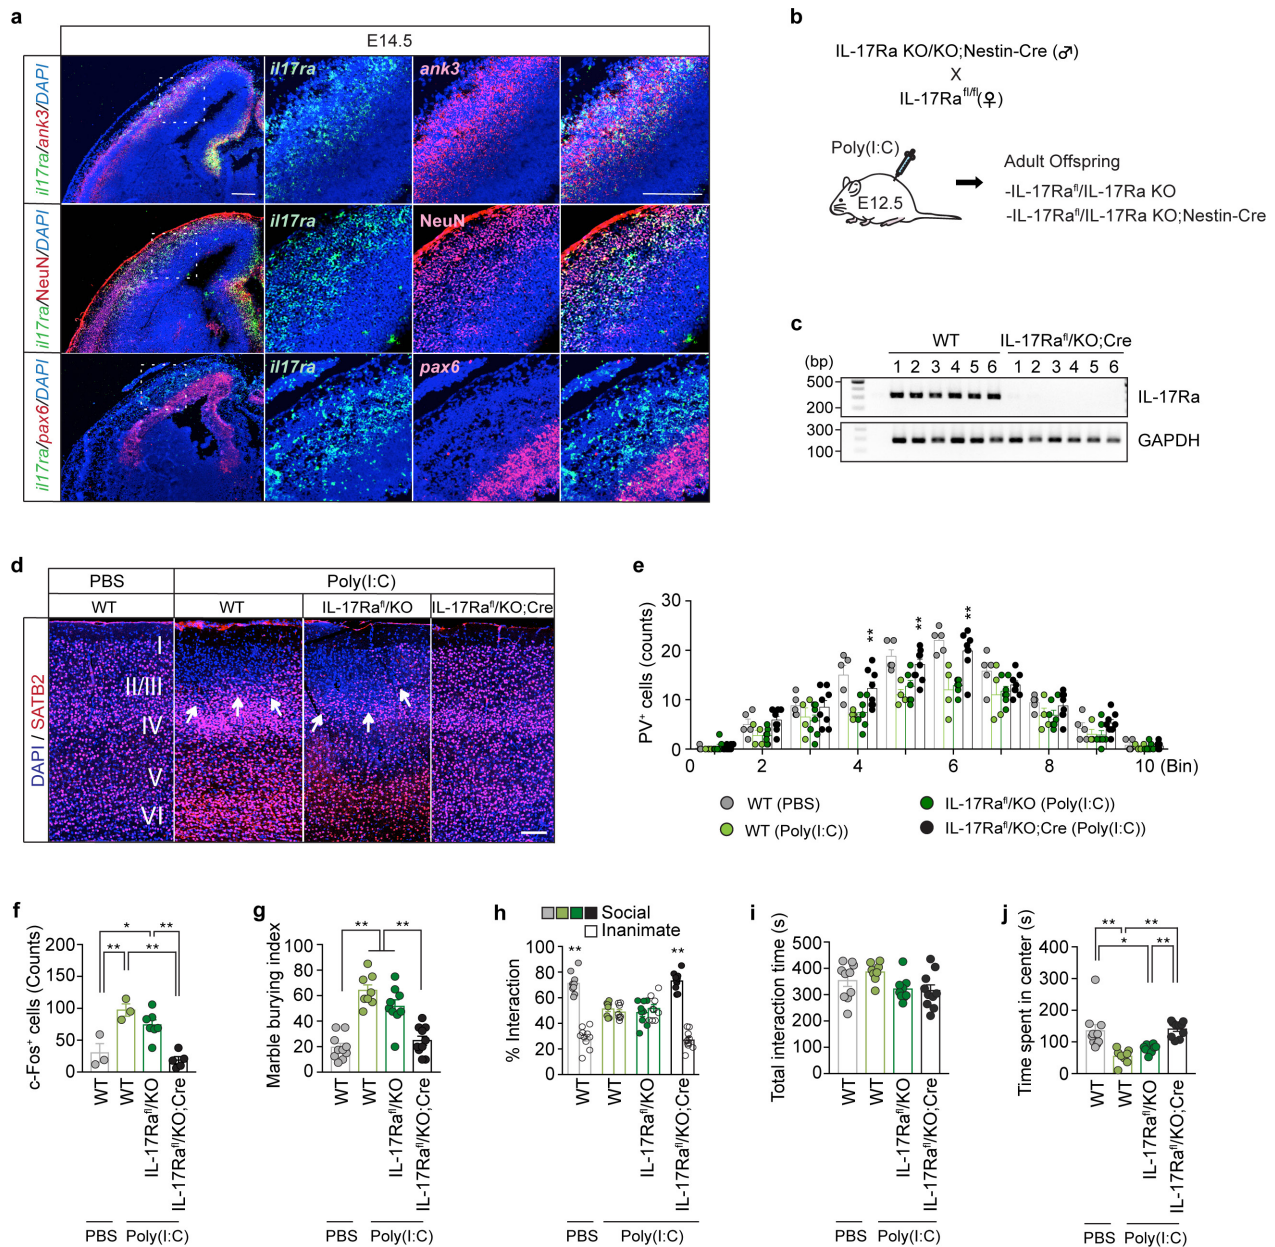 a
E14.5
il17ra/ank3/DAPI
il17ra
ank3
il17ra/NeuN/DAPI
il17ra
NeuN
il17ra/pax6/DAPI
il17ra
pax6
b
IL-17Ra KO/KO;Nestin-Cre (♂)
X
IL-17Ra^fl/fl(♀)
Poly(I:C)
E12.5
Adult Offspring
-IL-17Ra^fl/IL-17Ra KO
-IL-17Ra^fl/IL-17Ra KO;Nestin-Cre
c
WT IL-17Ra^fl/KO;Cre
(bp) 1 2 3 4 5 6 1 2 3 4 5 6
500
200
IL-17Ra
300
100
GAPDH
d
PBS Poly(I:C)
WT WT IL-17Ra^fl/KO IL-17Ra^fl/KO;Cre
DAPI / SATB2
I
II/III
IV
V
VI
e
PV⁺ cells (counts)
30
20
10
0
** ** **
0 2 4 6 8 10 (Bin)
WT (PBS)
WT (Poly(I:C))
IL-17Ra^fl/KO (Poly(I:C))
IL-17Ra^fl/KO;Cre (Poly(I:C))
f
c-Fos⁺ cells (Counts)
* **
** **
200
150
100
50
0
WT WT IL-17Ra^fl/KO IL-17Ra^fl/KO;Cre
PBS Poly(I:C)
g
Marble burying index
** **
100
80
60
40
20
0
WT WT IL-17Ra^fl/KO IL-17Ra^fl/KO;Cre
PBS Poly(I:C)
h
Social
Inanimate
% Interaction
** **
100
80
60
40
20
0
WT WT IL-17Ra^fl/KO IL-17Ra^fl/KO;Cre
PBS Poly(I:C)
i
Total interaction time (s)
500
400
300
200
100
0
WT WT IL-17Ra^fl/KO IL-17Ra^fl/KO;Cre
PBS Poly(I:C)
j
Time spent in center (s)
** **
* **
400
300
200
100
0
WT WT IL-17Ra^fl/KO IL-17Ra^fl/KO;Cre
PBS Poly(I:C)